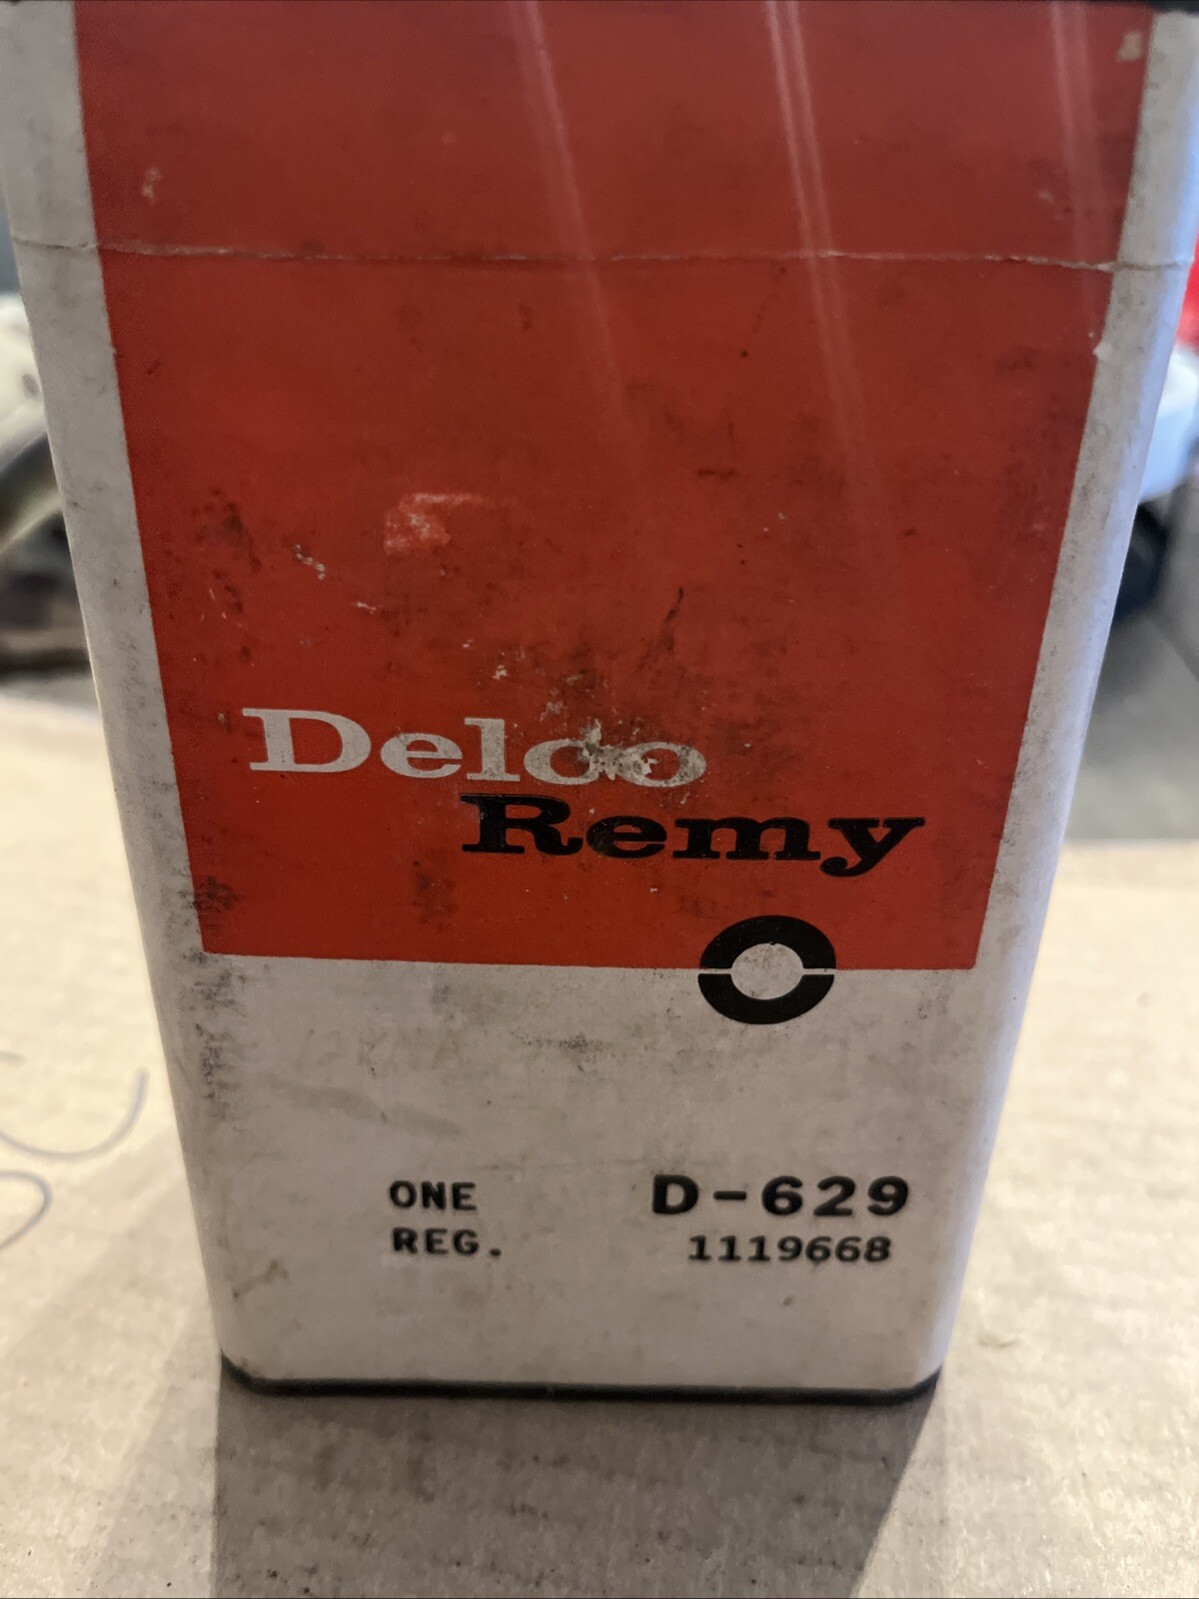 Delco
Remy
ONE
REG.
D-629
1119668